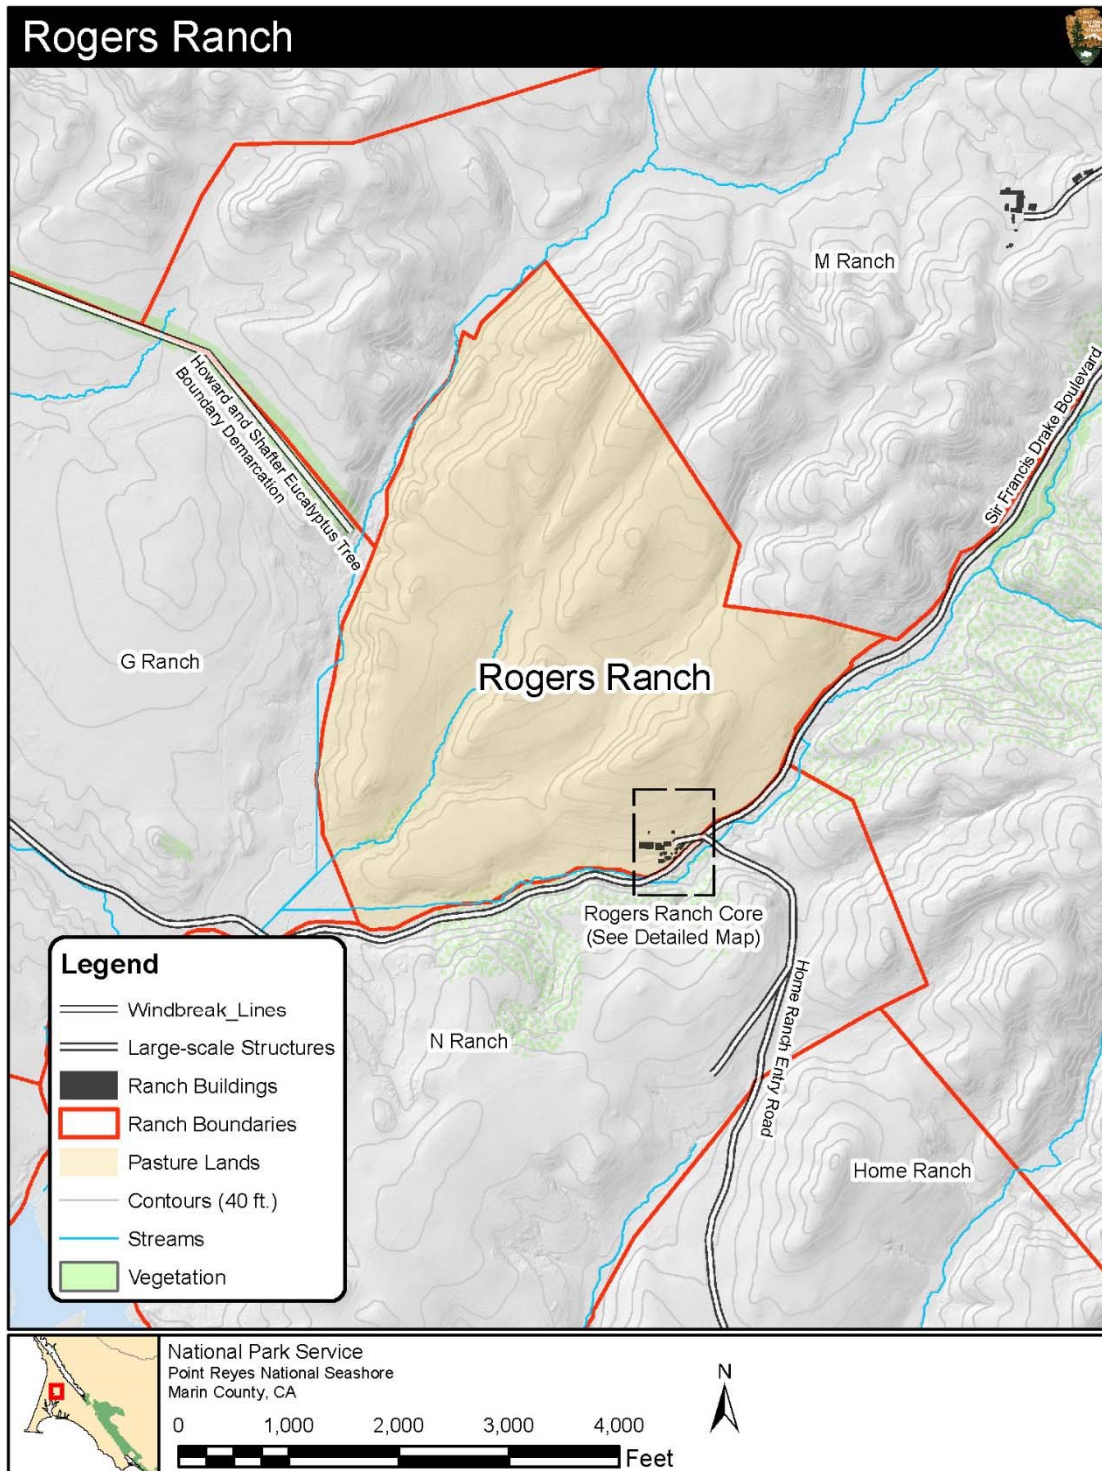 Rogers Ranch
M Ranch
Sir Francis Drake Boulevard
Howard and Shafter Eucalyptus Tree
Boundary Demarcation
G Ranch
Rogers Ranch
Rogers Ranch Core
(See Detailed Map)
Home Ranch Entry Road
N Ranch
Home Ranch
Legend
Windbreak_Lines
Large-scale Structures
Ranch Buildings
Ranch Boundaries
Pasture Lands
Contours (40 ft.)
Streams
Vegetation
National Park Service
Point Reyes National Seashore
Marin County, CA
N
0 1,000 2,000 3,000 4,000
Feet